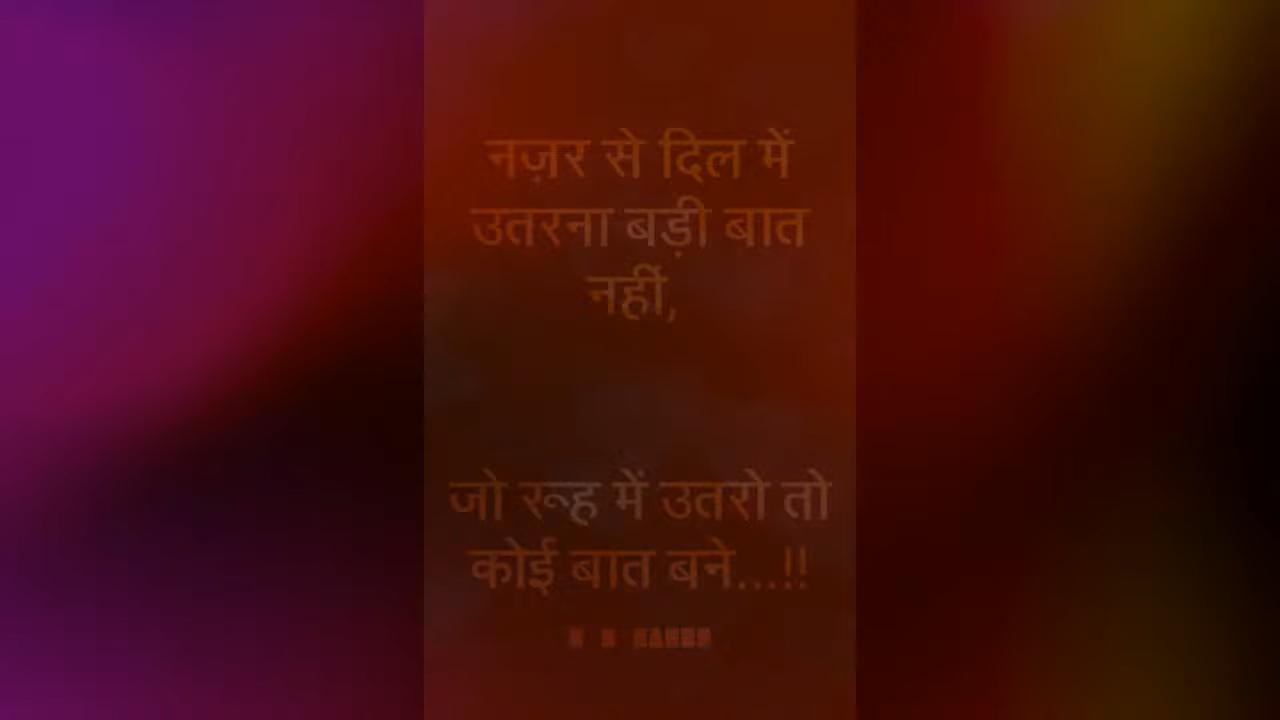 नज़र से दिल में
उतरना बड़ी बात
नहीं,
जो रूह में उतरो तो
कोई बात बने...!!